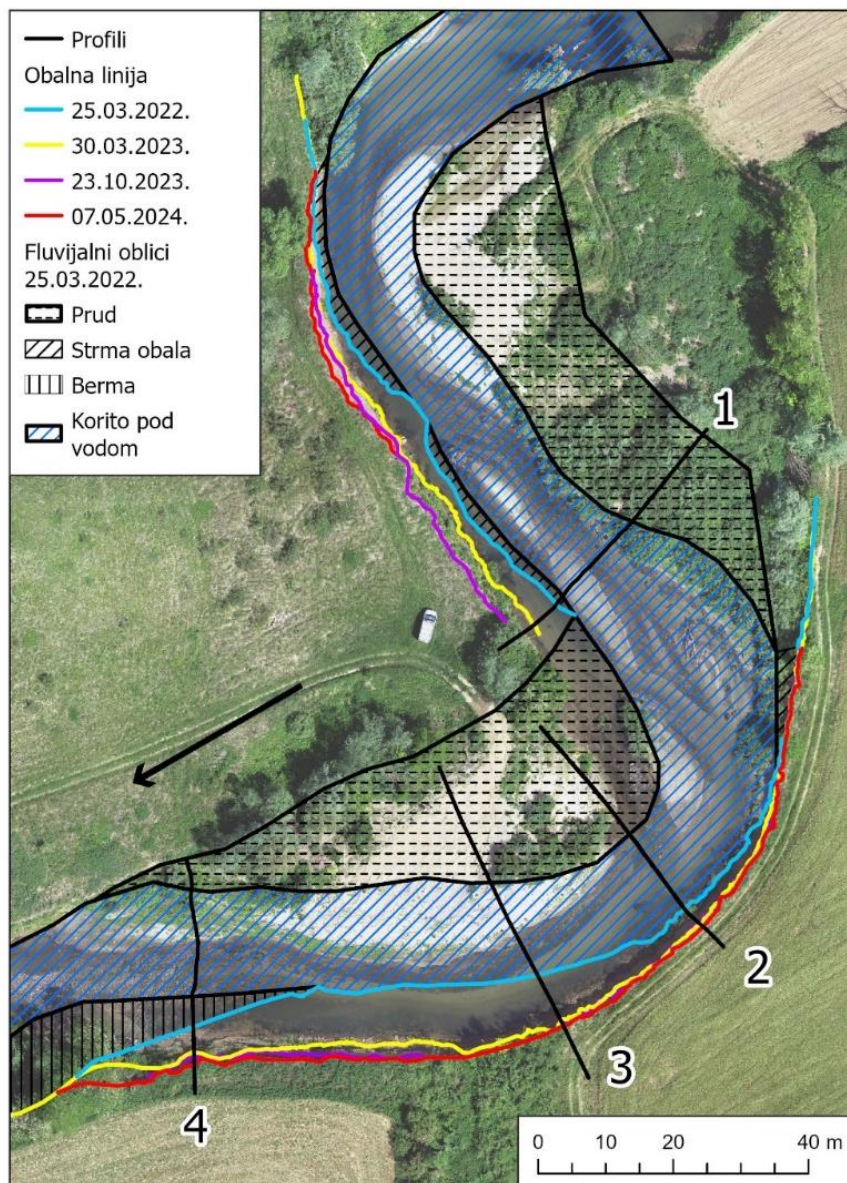 Profili
Obalna linija
25.03.2022.
30.03.2023.
23.10.2023.
07.05.2024.
Fluvijalni oblici
25.03.2022.
Prud
Strma obala
Berma
Korito pod
vodom
1
2
3
4
0 10 20 40 m